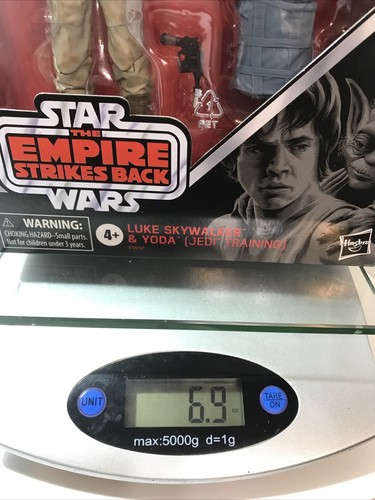 PET
STAR
THE
EMPIRE
STRIKES BACK
WARS
WARNING:
CHOKING HAZARD–Small parts.
Not for children under 3 years.
4+
LUKE SKYWALKER
& YODA (JEDI TRAINING)
Hasbro
UNIT
6.9
TARE
ON
max:5000g d=1g